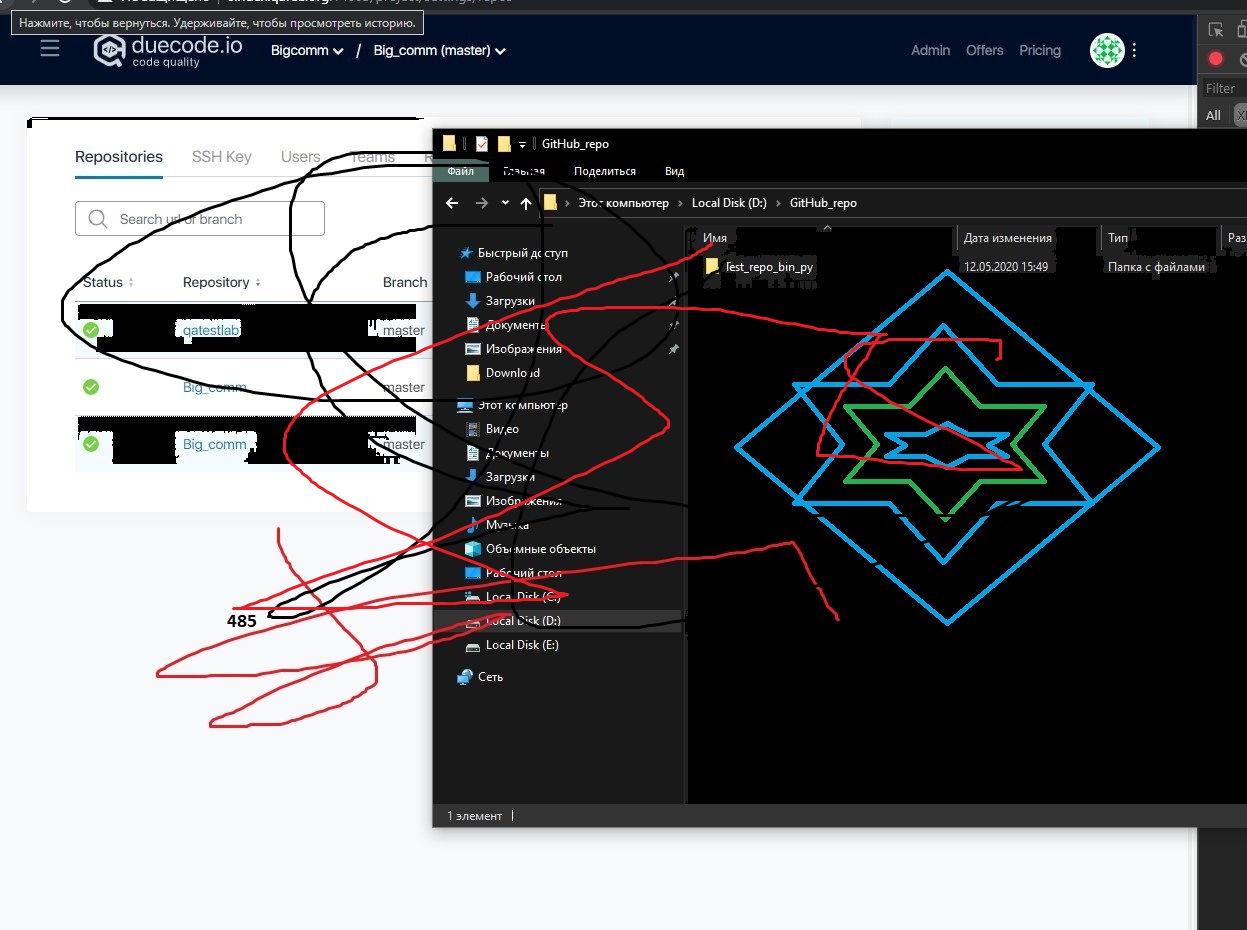 Нажмите, чтобы вернуться. Удерживайте, чтобы просмотреть историю.
duecode.io
code quality
Bigcomm / Big_comm (master)
Admin Offers Pricing
Filter
All
Repositories SSH Key Users Teams
Search url or branch
Status Repository Branch
qatestlab master
Big_comm master
Big_comm master
485
GitHub_repo
Файл Главная Поделиться Вид
Этот компьютер › Local Disk (D:) › GitHub_repo
Быстрый доступ
Рабочий стол
Загрузки
Документы
Изображения
Download
Этот компьютер
Видео
Документы
Загрузки
Изображения
Музыка
Объемные объекты
Рабочий стол
Local Disk (C:)
Local Disk (D:)
Local Disk (E:)
Сеть
Имя Дата изменения Тип Раз
Test_repo_bin_py 12.05.2020 15:49 Папка с файлами
1 элемент